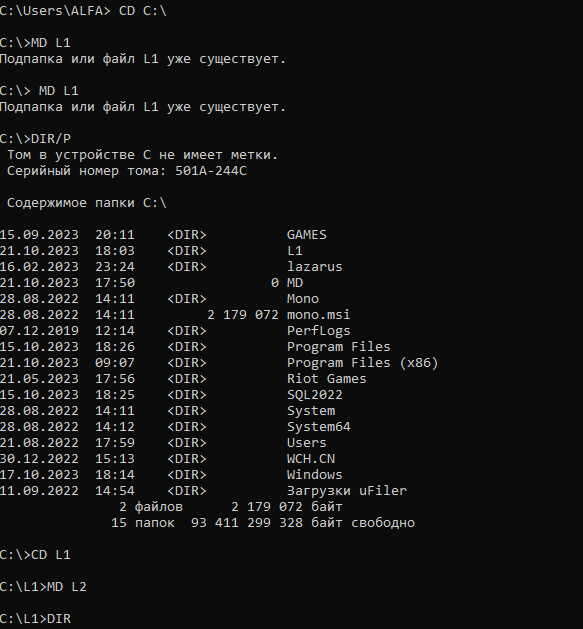 C:\Users\ALFA> CD C:\
C:\>MD L1
Подпапка или файл L1 уже существует.
C:\> MD L1
Подпапка или файл L1 уже существует.
C:\>DIR/P
Том в устройстве C не имеет метки.
Серийный номер тома: 501A-244C
Содержимое папки C:\
15.09.2023  20:11    <DIR>          GAMES
21.10.2023  18:03    <DIR>          L1
16.02.2023  23:24    <DIR>          lazarus
21.10.2023  17:50                 0 MD
28.08.2022  14:11    <DIR>          Mono
28.08.2022  14:11         2 179 072 mono.msi
07.12.2019  12:14    <DIR>          PerfLogs
15.10.2023  18:26    <DIR>          Program Files
21.10.2023  09:07    <DIR>          Program Files (x86)
21.05.2023  17:56    <DIR>          Riot Games
15.10.2023  18:25    <DIR>          SQL2022
28.08.2022  14:11    <DIR>          System
28.08.2022  14:12    <DIR>          System64
21.08.2022  17:59    <DIR>          Users
30.12.2022  15:13    <DIR>          WCH.CN
17.10.2023  18:14    <DIR>          Windows
11.09.2022  14:54    <DIR>          Загрузки uFiler
2 файлов      2 179 072 байт
15 папок  93 411 299 328 байт свободно
C:\>CD L1
C:\L1>MD L2
C:\L1>DIR